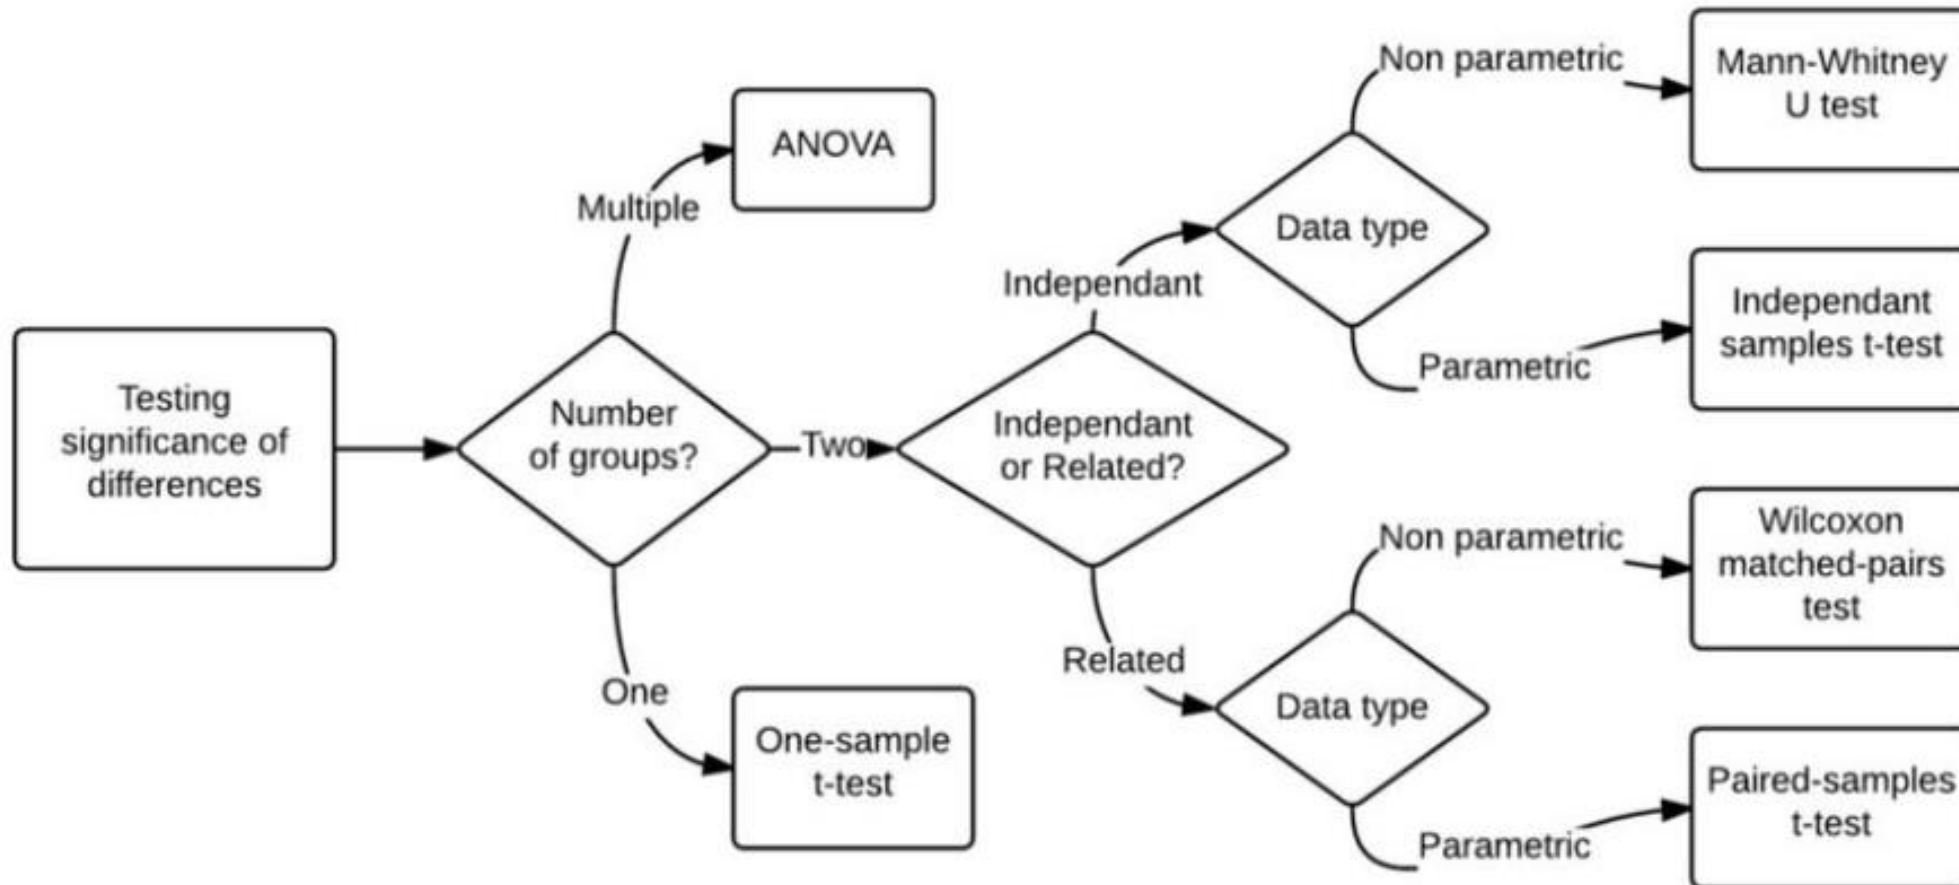 Testing
significance of
differences
Number
of groups?
Multiple
ANOVA
Two
One
One-sample
t-test
Independant
or Related?
Independant
Data type
Non parametric
Mann-Whitney
U test
Parametric
Independant
samples t-test
Related
Data type
Non parametric
Wilcoxon
matched-pairs
test
Parametric
Paired-samples
t-test